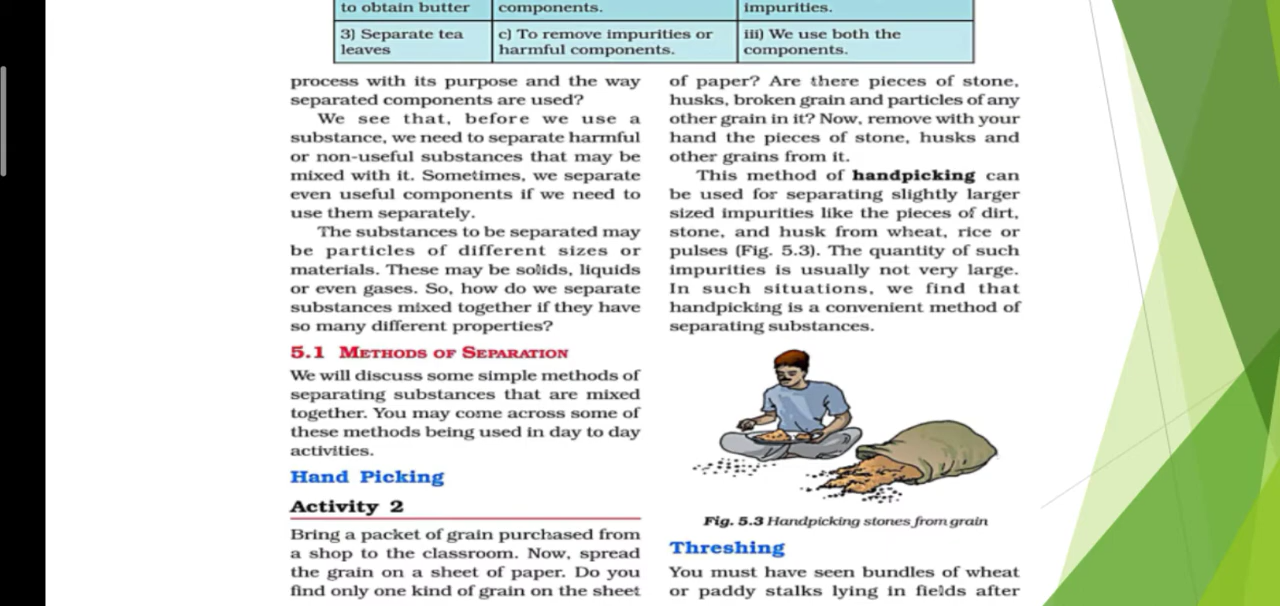 to obtain butter
components.
impurities.
3) Separate tea
leaves
c) To remove impurities or
harmful components.
iii) We use both the
components.
process with its purpose and the way
separated components are used?
We see that, before we use a
substance, we need to separate harmful
or non-useful substances that may be
mixed with it. Sometimes, we separate
even useful components if we need to
use them separately.
The substances to be separated may
be particles of different sizes or
materials. These may be solids, liquids
or even gases. So, how do we separate
substances mixed together if they have
so many different properties?
5.1 METHODS OF SEPARATION
We will discuss some simple methods of
separating substances that are mixed
together. You may come across some of
these methods being used in day to day
activities.
Hand Picking
Activity 2
Bring a packet of grain purchased from
a shop to the classroom. Now, spread
the grain on a sheet of paper. Do you
find only one kind of grain on the sheet
of paper? Are there pieces of stone,
husks, broken grain and particles of any
other grain in it? Now, remove with your
hand the pieces of stone, husks and
other grains from it.
This method of handpicking can
be used for separating slightly larger
sized impurities like the pieces of dirt,
stone, and husk from wheat, rice or
pulses (Fig. 5.3). The quantity of such
impurities is usually not very large.
In such situations, we find that
handpicking is a convenient method of
separating substances.
Fig. 5.3 Handpicking stones from grain
Threshing
You must have seen bundles of wheat
or paddy stalks lying in fields after